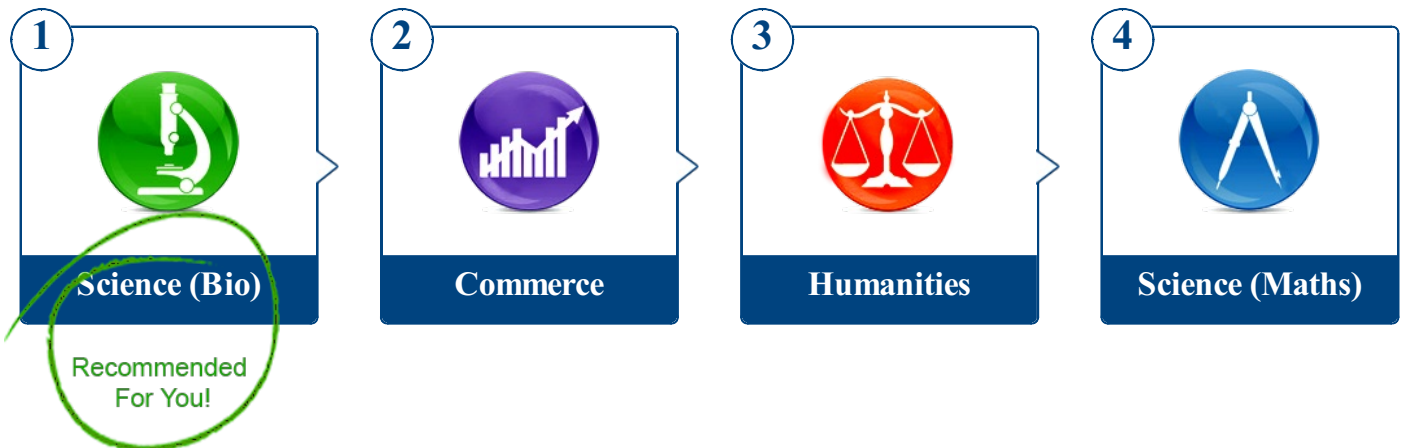 1
2
3
4
Science (Bio)
Commerce
Humanities
Science (Maths)
Recommended
For You!